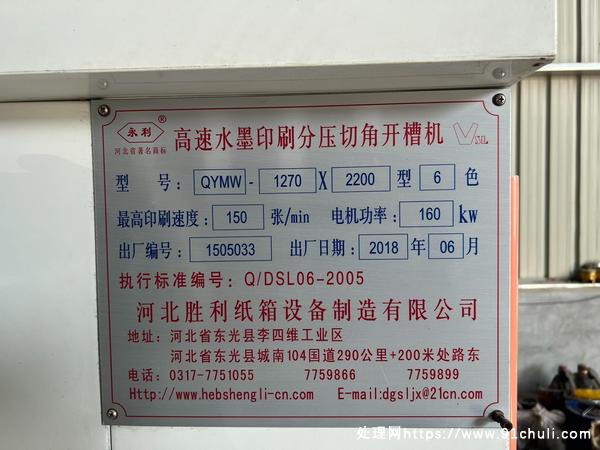 永利®
河北省著名商标
高速水墨印刷分压切角开槽机
型 号: QYMW - 1270 X 2200 型 6 色
最高印刷速度: 150 张/min 电机功率: 160 kw
出厂编号: 1505033 出厂日期: 2018 年 06 月
执行标准编号: Q/DSL06-2005
河北胜利纸箱设备制造有限公司
地址: 河北省东光县李四维工业区
河北省东光县城南104国道290公里+200米处路东
电话: 0317-7751055 7759866 7759899
Http://www.hebshengli-cn.com E-mail:dgsljx@21cn.com
处理网https://www.91chuli.com